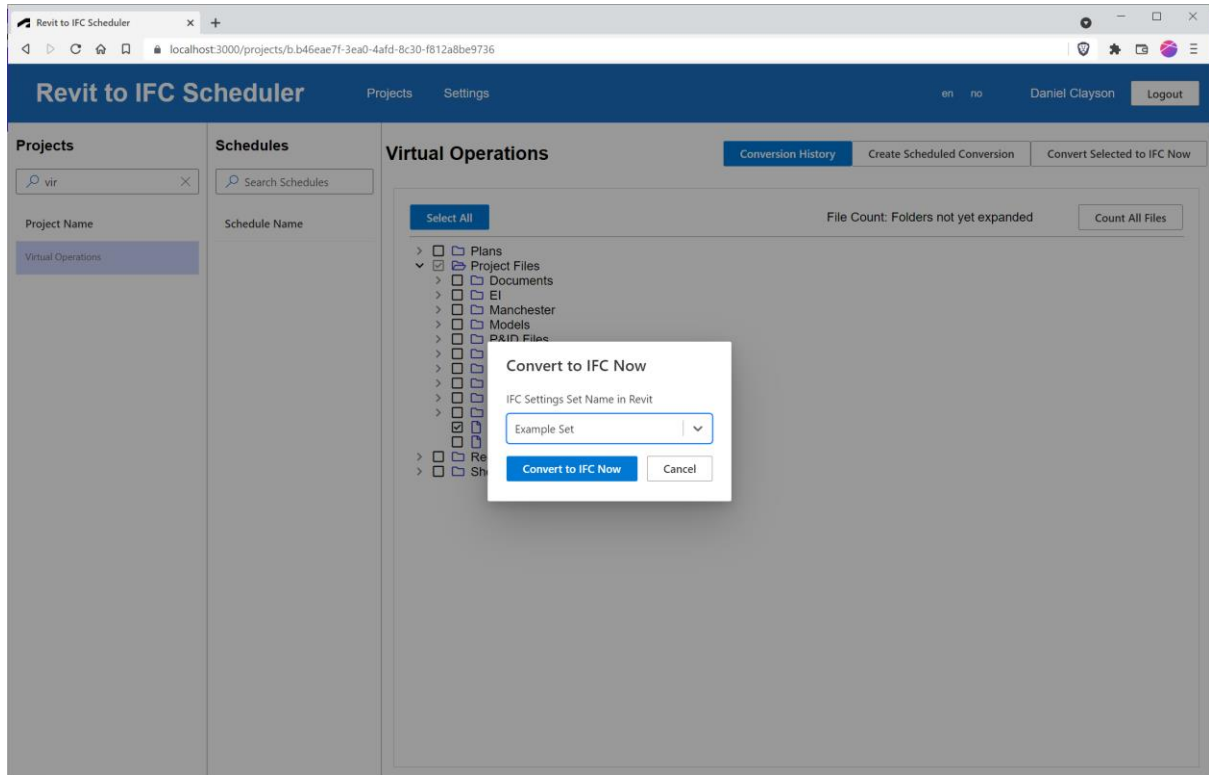 Revit to IFC Scheduler
localhost:3000/projects/b.b46eae7f-3ea0-4afd-8c30-f812a8be9736
Revit to IFC Scheduler Projects Settings en no Daniel Clayson Logout
Projects
vir
Project Name
Virtual Operations
Schedules
Search Schedules
Schedule Name
Virtual Operations
Conversion History Create Scheduled Conversion Convert Selected to IFC Now
Select All File Count: Folders not yet expanded Count All Files
Plans
Project Files
Documents
EI
Manchester
Models
P&ID Files
Re
Sh
Convert to IFC Now
IFC Settings Set Name in Revit
Example Set
Convert to IFC Now Cancel